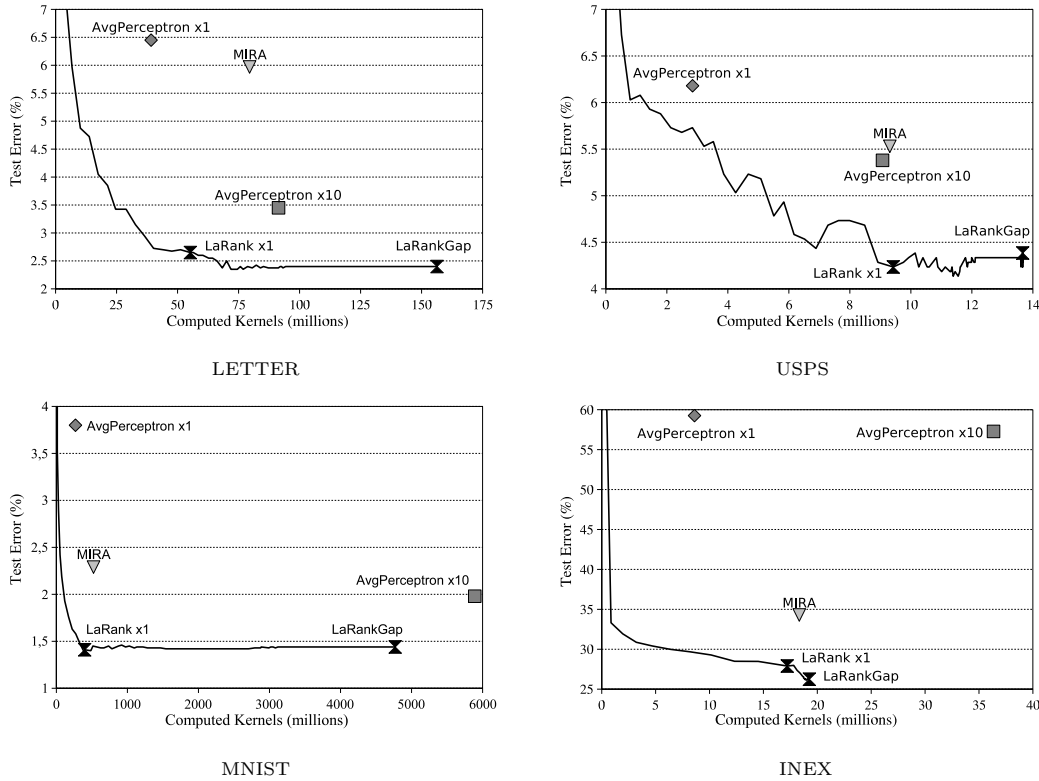 7
6.5
6
5.5
5
4.5
4
3.5
3
2.5
2
Test Error (%)
AvgPerceptron x1
MIRA
AvgPerceptron x10
LaRank x1
LaRankGap
0 25 50 75 100 125 150 175
Computed Kernels (millions)
LETTER
7
6.5
6
5.5
5
4.5
4
Test Error (%)
AvgPerceptron x1
MIRA
AvgPerceptron x10
LaRankGap
LaRank x1
0 2 4 6 8 10 12 14
Computed Kernels (millions)
USPS
4
3,5
3
2,5
2
1,5
1
Test Error (%)
AvgPerceptron x1
MIRA
AvgPerceptron x10
LaRank x1
LaRankGap
0 1000 2000 3000 4000 5000 6000
Computed Kernels (millions)
MNIST
60
55
50
45
40
35
30
25
Test Error (%)
AvgPerceptron x1
AvgPerceptron x10
MIRA
LaRank x1
LaRankGap
0 5 10 15 20 25 30 35 40
Computed Kernels (millions)
INEX